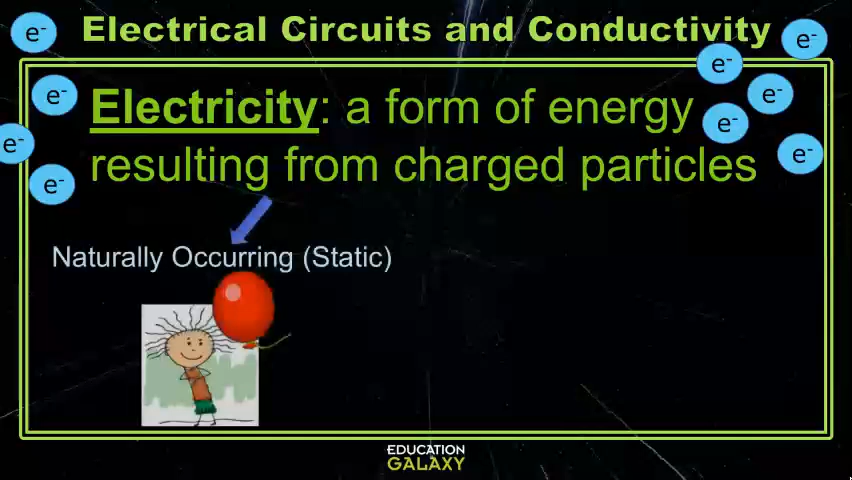 Electrical Circuits and Conductivity
e-
e-
e-
e-
e-
e-
e-
e-
e-
Electricity: a form of energy
resulting from charged particles
Naturally Occurring (Static)
EDUCATION
GALAXY